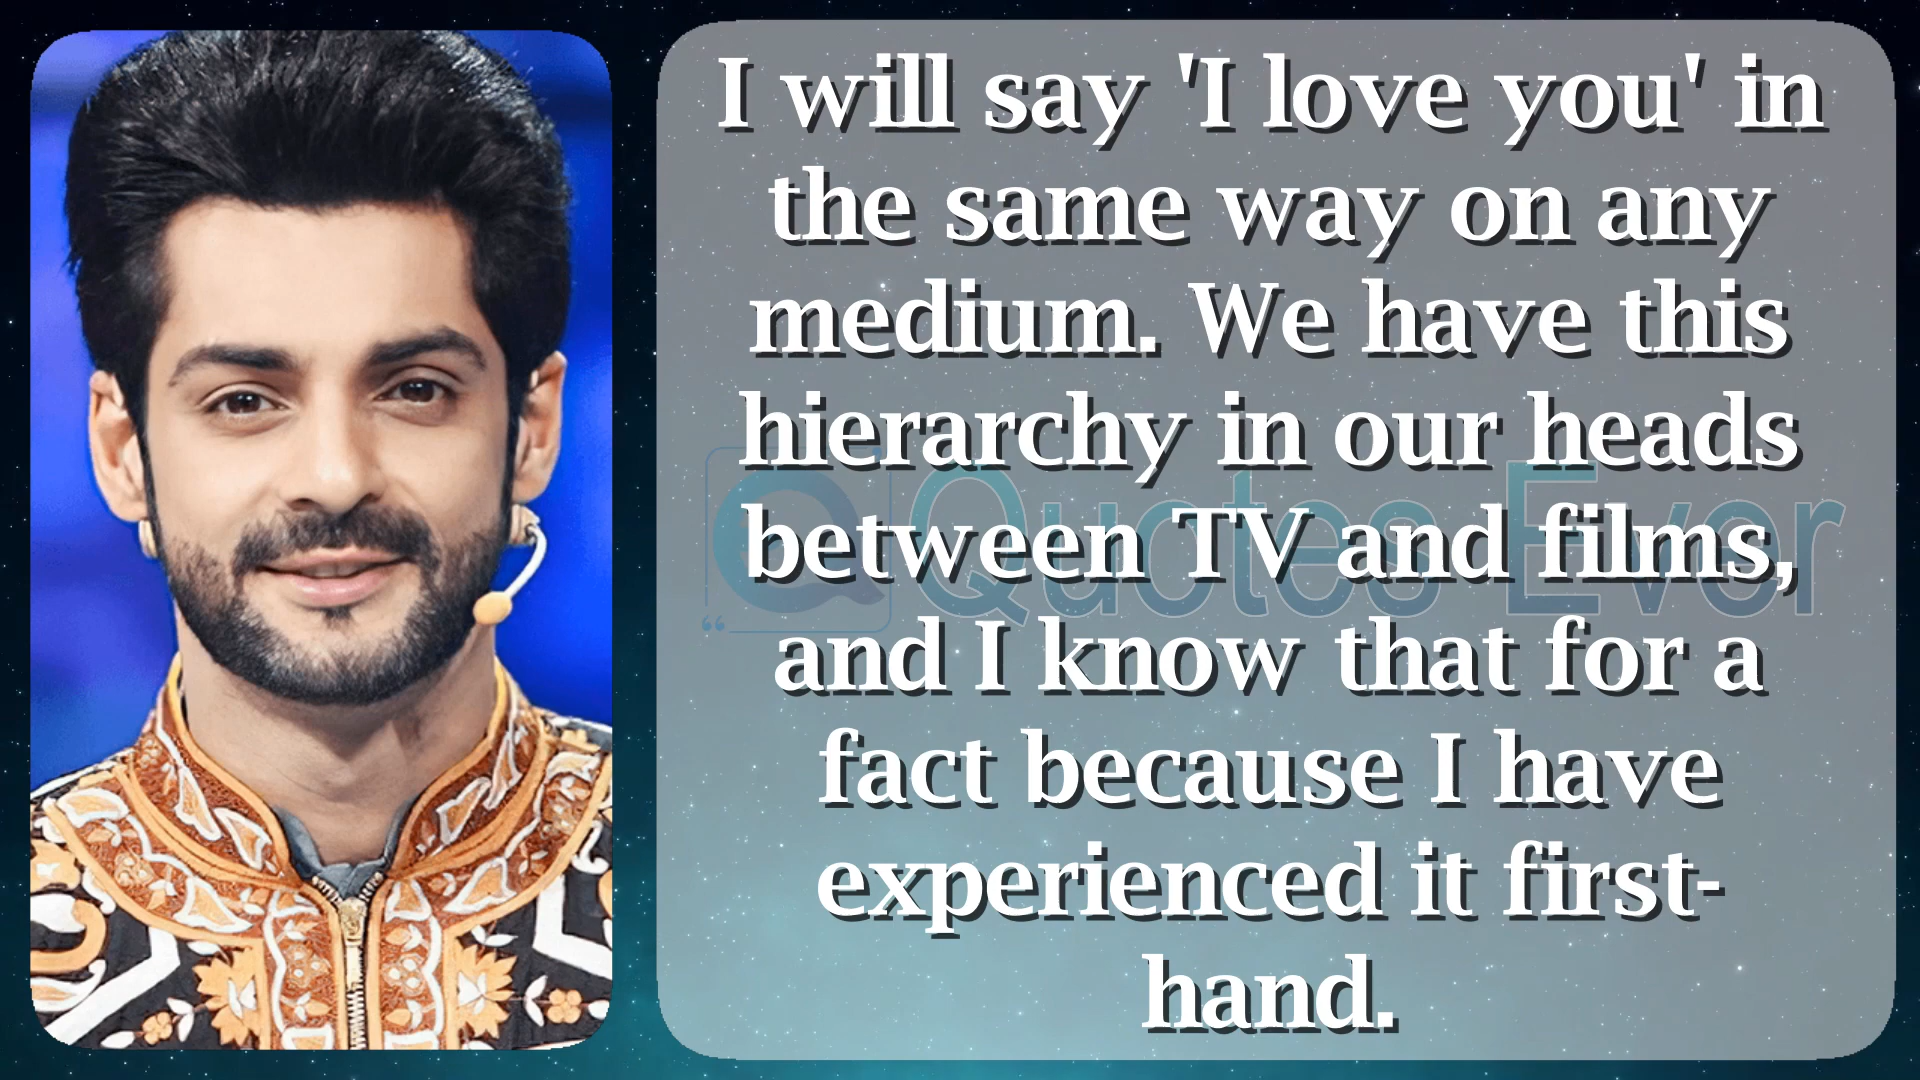 I will say 'I love you' in
the same way on any
medium. We have this
hierarchy in our heads
between TV and films,
and I know that for a
fact because I have
experienced it first-
hand.
Quotes Ever